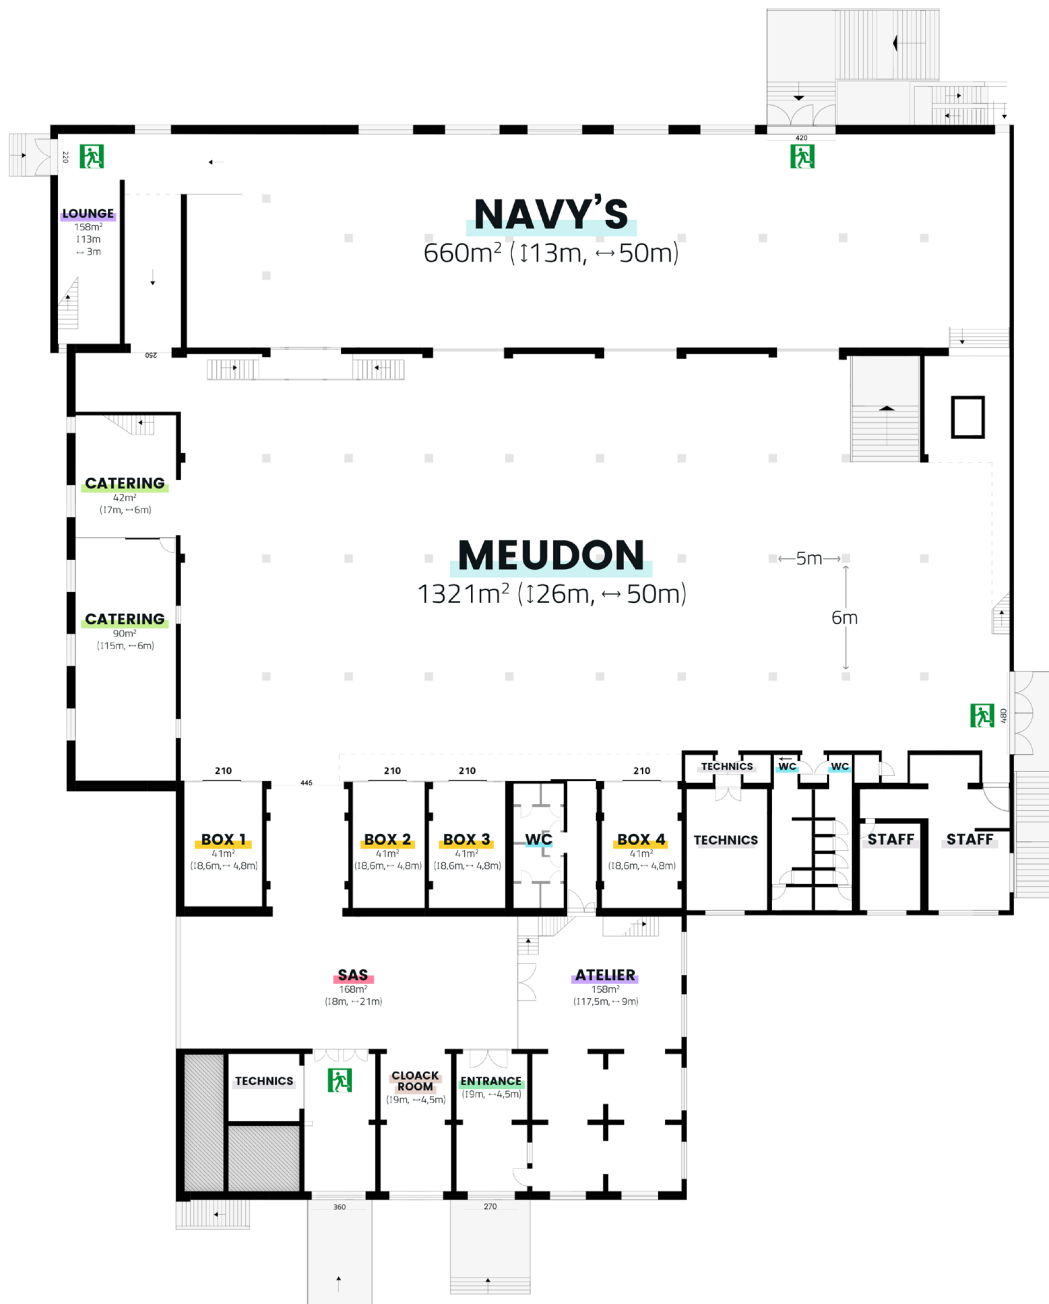 420
220
LOUNGE
158m²
↕13m
↔ 3m
NAVY'S
660m² (↕13m, ↔50m)
250
CATERING
42m²
(↕7m, ↔6m)
MEUDON
1321m² (↕26m, ↔50m)
5m
6m
CATERING
90m²
(↕15m, ↔6m)
480
210
445
210
210
210
TECHNICS
WC
WC
BOX 1
41m²
(↕8,6m, ↔4,8m)
BOX 2
41m²
(↕8,6m, ↔4,8m)
BOX 3
41m²
(↕8,6m, ↔4,8m)
WC
BOX 4
41m²
(↕8,6m, ↔4,8m)
TECHNICS
STAFF
STAFF
SAS
168m²
(↕8m, ↔21m)
ATELIER
158m²
(↕17,5m, ↔9m)
TECHNICS
CLOACK
ROOM
(↕9m, ↔4,5m)
ENTRANCE
(↕9m, ↔4,5m)
360
270